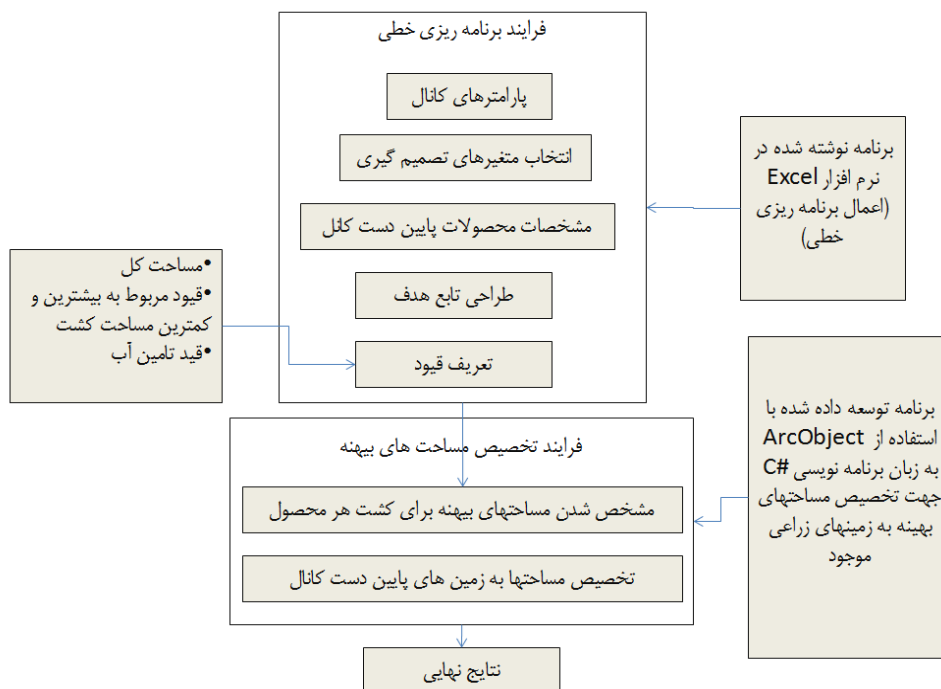 فرایند برنامه ریزی خطی
پارامترهای کانال
انتخاب متغیرهای تصمیم گیری
مشخصات محصولات پایین دست کانل
طراحی تابع هدف
تعریف قیود
برنامه نوشته شده در
نرم افزار Excel
(اعمال برنامه ریزی
خطی)
•مساحت کل
•قیود مربوط به بیشترین و
کمترین مساحت کشت
•قید تامین آب
فرایند تخصیص مساحت های بیهنه
مشخص شدن مساحتهای بیهنه برای کشت هر محصول
تخصیص مساحتها به زمین های پایین دست کانال
برنامه توسعه داده شده با
استفاده از ArcObject
به زبان برنامه نویسی C#
جهت تخصیص مساحتهای
بهینه به زمینهای زراعی
موجود
نتایج نهایی